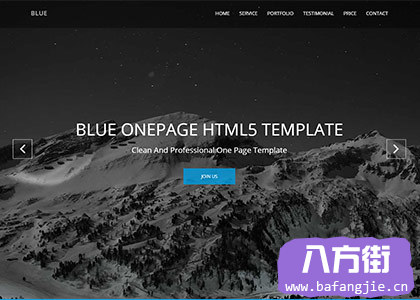 BLUE
HOME SERVICE PORTFOLIO TESTIMONIAL PRICE CONTACT
BLUE ONEPAGE HTML5 TEMPLATE
Clean And Professional One Page Template
JOIN US
八方街
www.bafangjie.cn